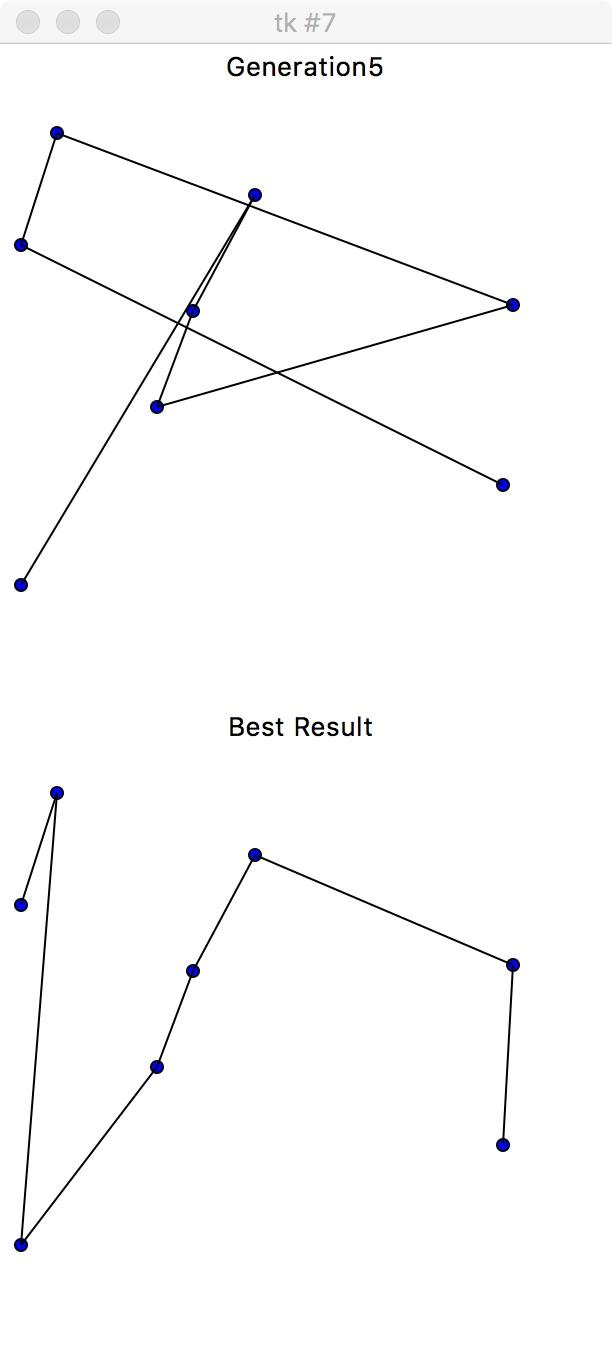 tk #7
Generation5
Best Result